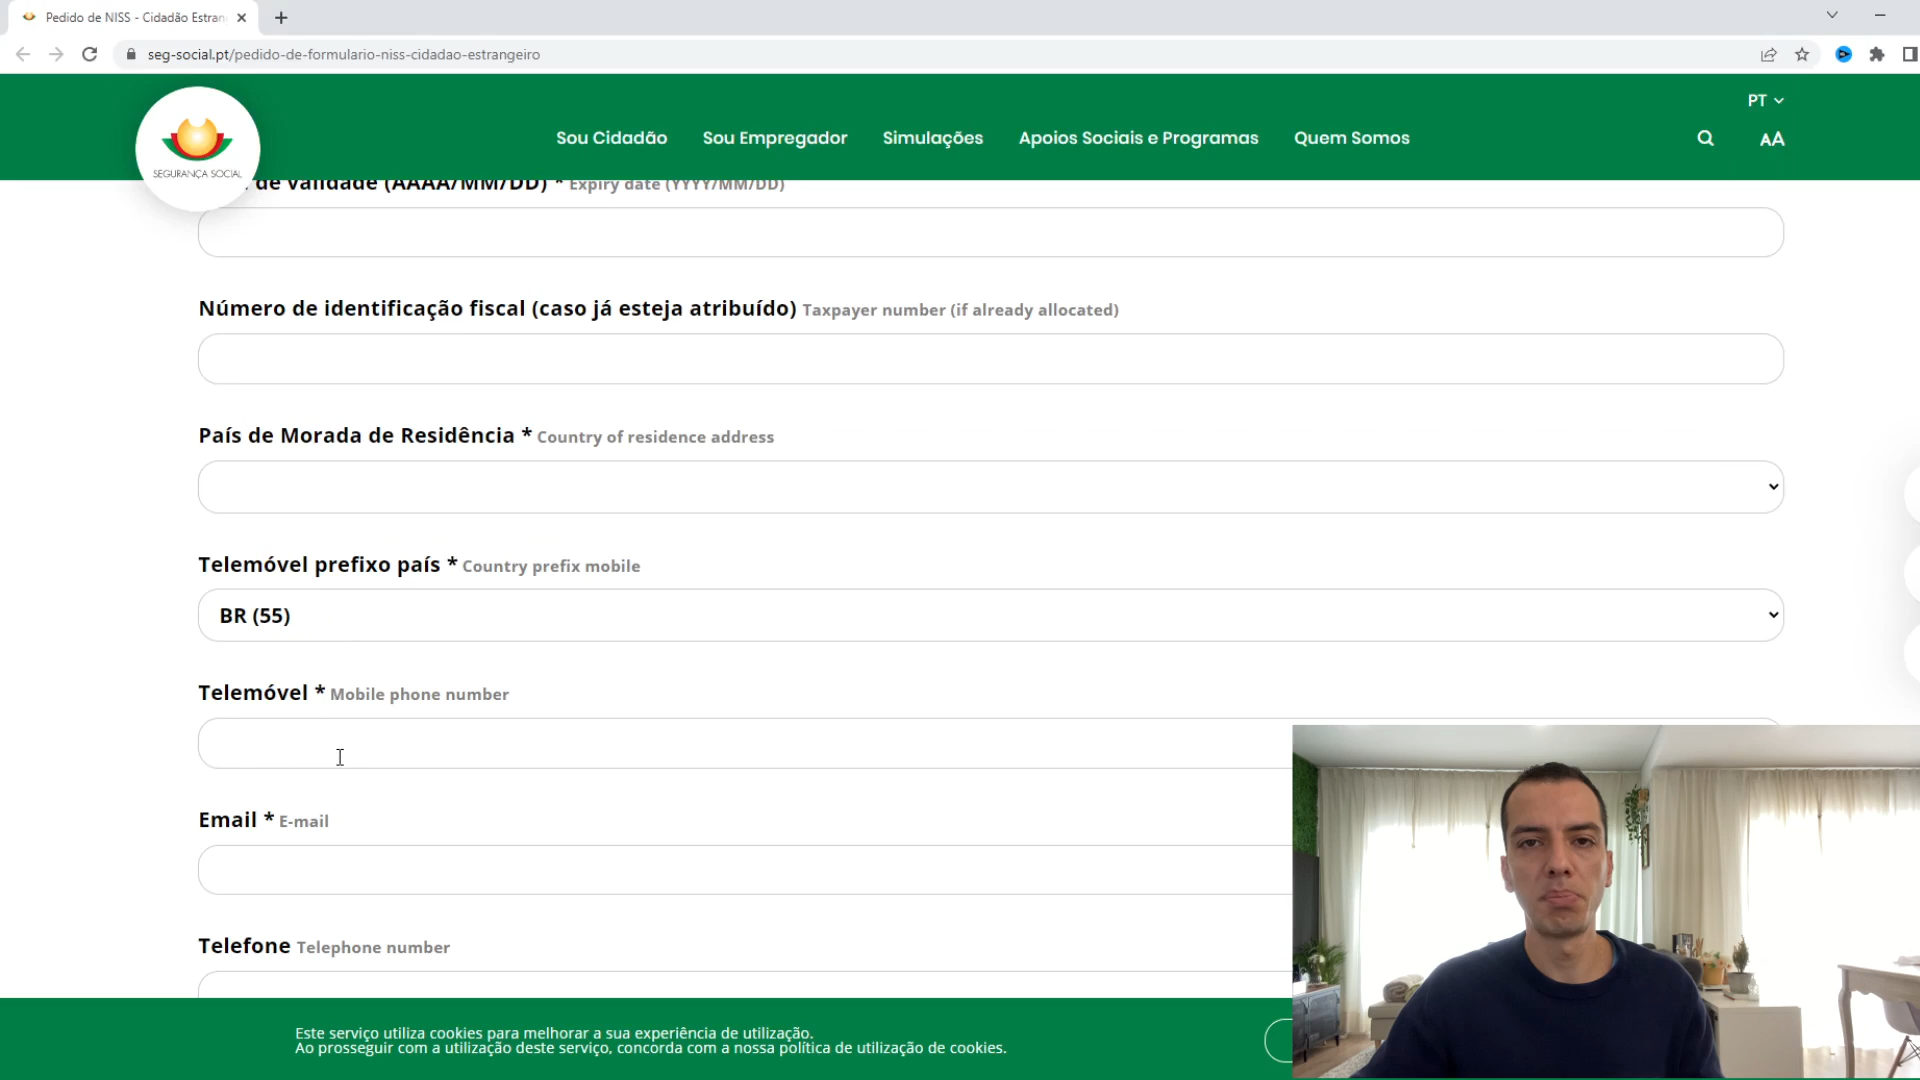 Pedido de NISS - Cidadão Estran
seg-social.pt/pedido-de-formulario-niss-cidadao-estrangeiro
PT
SEGURANÇA SOCIAL
Sou Cidadão
Sou Empregador
Simulações
Apoios Sociais e Programas
Quem Somos
AA
de validade (AAAA/MM/DD) * Expiry date (YYYY/MM/DD)
Número de identificação fiscal (caso já esteja atribuído) Taxpayer number (if already allocated)
País de Morada de Residência * Country of residence address
Telemóvel prefixo país * Country prefix mobile
BR (55)
Telemóvel * Mobile phone number
Email * E-mail
Telefone Telephone number
Este serviço utiliza cookies para melhorar a sua experiência de utilização.
Ao prosseguir com a utilização deste serviço, concorda com a nossa política de utilização de cookies.